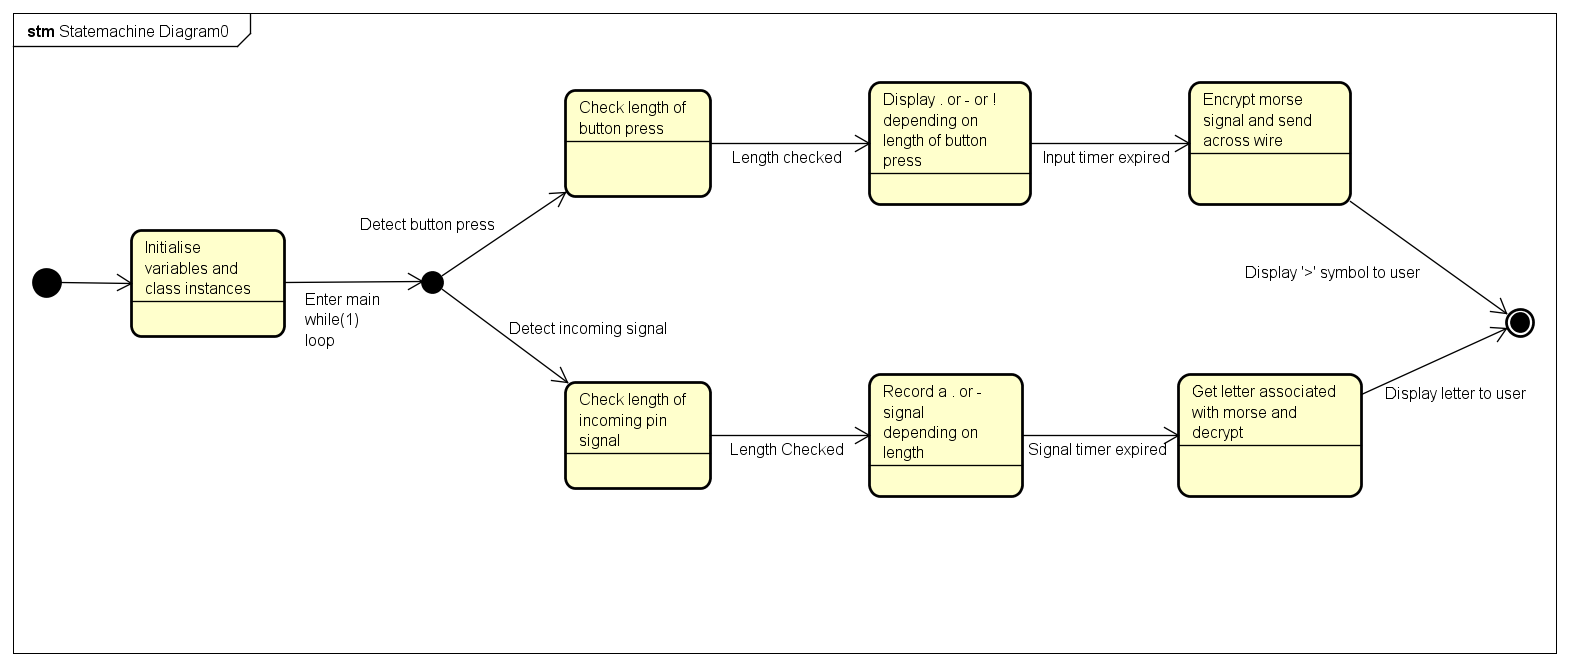 stm Statemachine Diagram0
Initialise
variables and
class instances
Enter main
while(1)
loop
Detect button press
Detect incoming signal
Check length of
button press
Length checked
Display . or - or !
depending on
length of button
press
Input timer expired
Encrypt morse
signal and send
across wire
Display '>' symbol to user
Check length of
incoming pin
signal
Length Checked
Record a . or -
signal
depending on
length
Signal timer expired
Get letter associated
with morse and
decrypt
Display letter to user